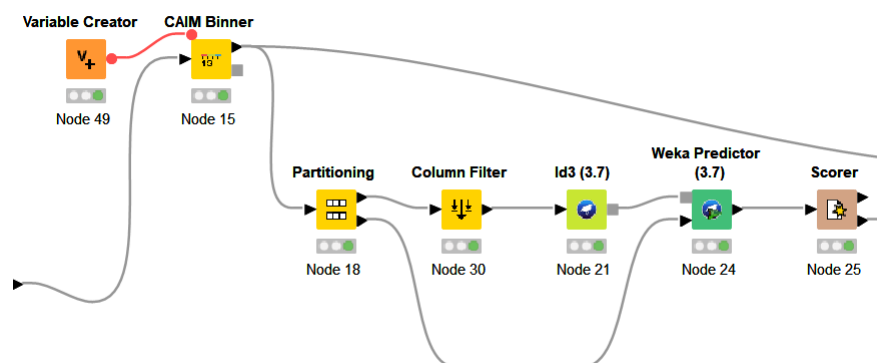 Variable Creator
CAIM Binner
Node 49
Node 15
Partitioning
Column Filter
Id3 (3.7)
Weka Predictor
(3.7)
Scorer
Node 18
Node 30
Node 21
Node 24
Node 25